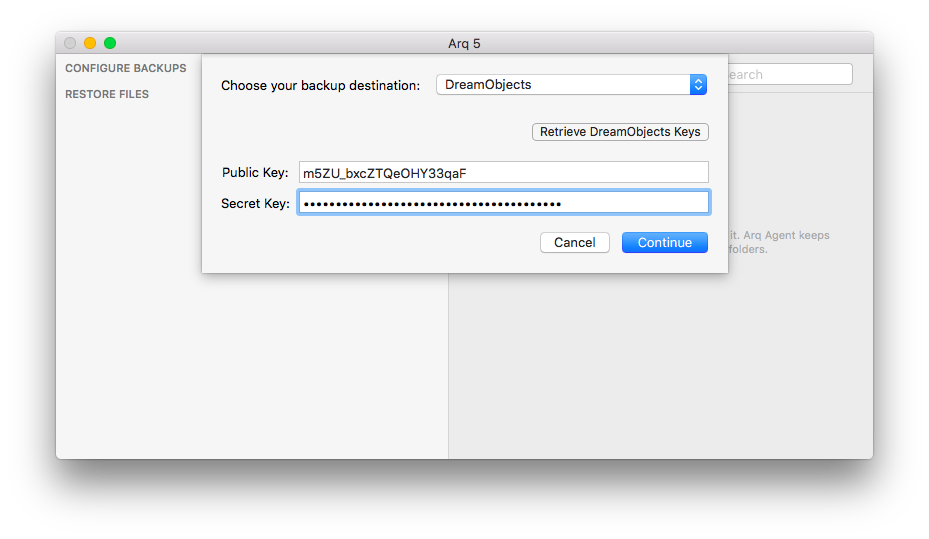 Arq 5
CONFIGURE BACKUPS
RESTORE FILES
Choose your backup destination: DreamObjects
earch
Retrieve DreamObjects Keys
Public Key: m5ZU_bxcZTQeOHY33qaF
Secret Key: ••••••••••••••••••••••••••••••••••••••••
it. Arq Agent keeps
folders.
Cancel Continue